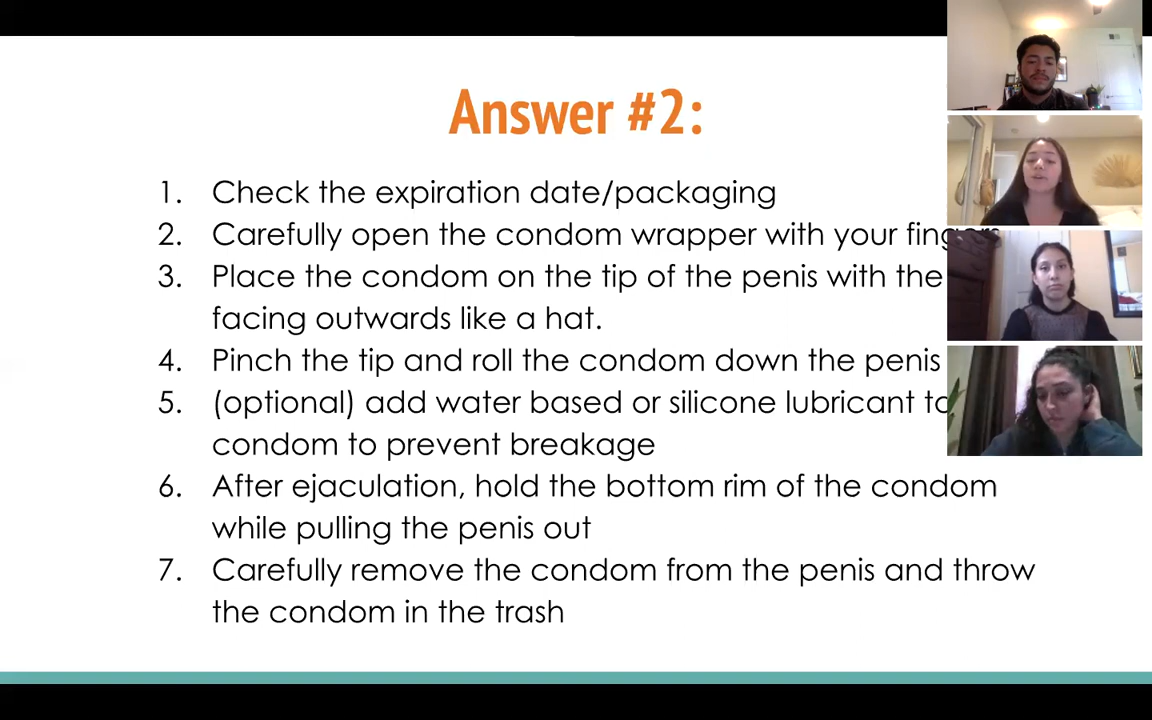 Answer #2:
1. Check the expiration date/packaging
2. Carefully open the condom wrapper with your fingers
3. Place the condom on the tip of the penis with the
facing outwards like a hat.
4. Pinch the tip and roll the condom down the penis
5. (optional) add water based or silicone lubricant to
condom to prevent breakage
6. After ejaculation, hold the bottom rim of the condom
while pulling the penis out
7. Carefully remove the condom from the penis and throw
the condom in the trash